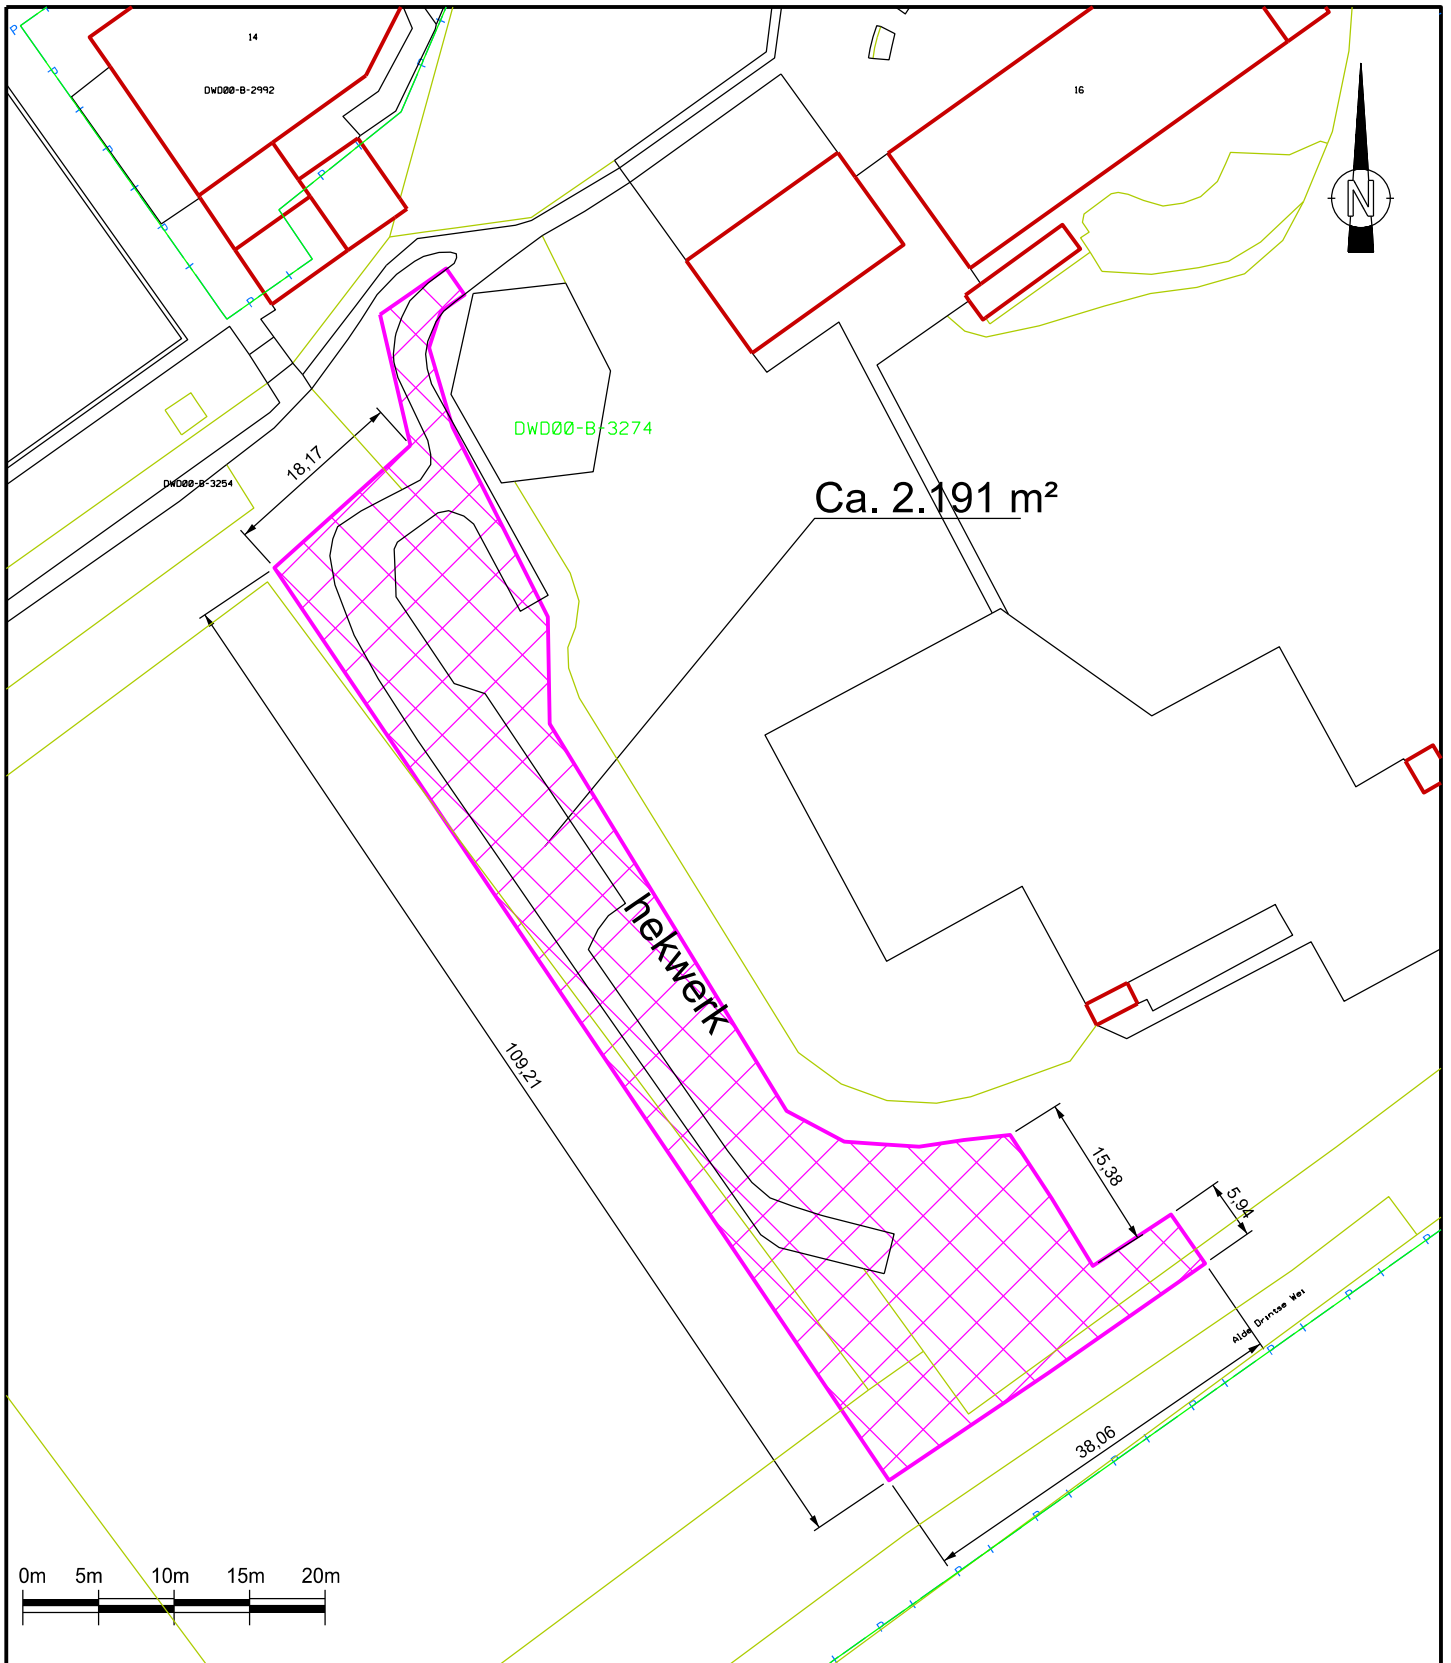 14
DWD00-B-2992
16
N
DWD00-B-3274
18,17
DWD00-B-3254
Ca. 2.191 m²
hekwerk
109,21
15,38
5,94
Alde Drintse Wei
38,06
0m 5m 10m 15m 20m